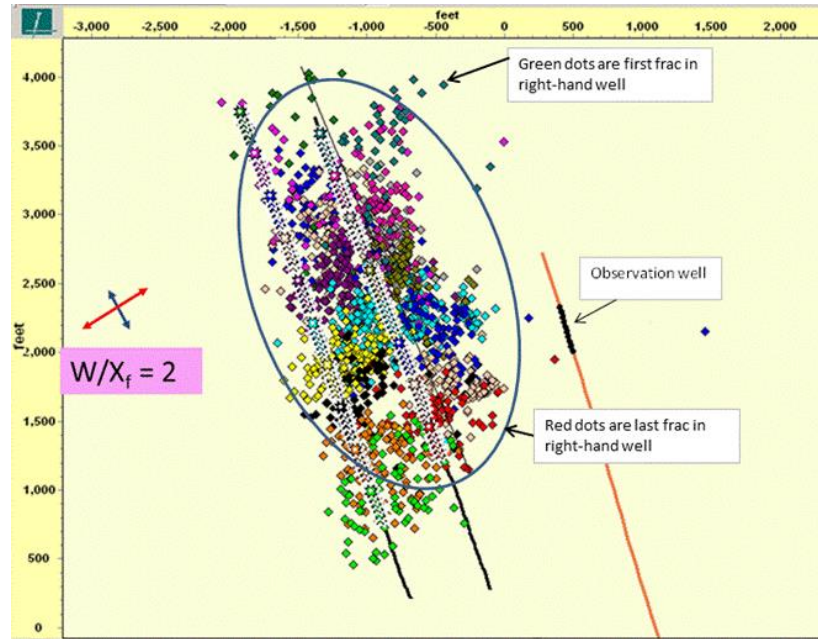 feet
-3,000 -2,500 -2,000 -1,500 -1,000 -500 0 500 1,000 1,500 2,000
4,000
3,500
3,000
2,500
2,000
1,500
1,000
500
0
feet
Green dots are first frac in
right-hand well
Observation well
W/Xf = 2
Red dots are last frac in
right-hand well